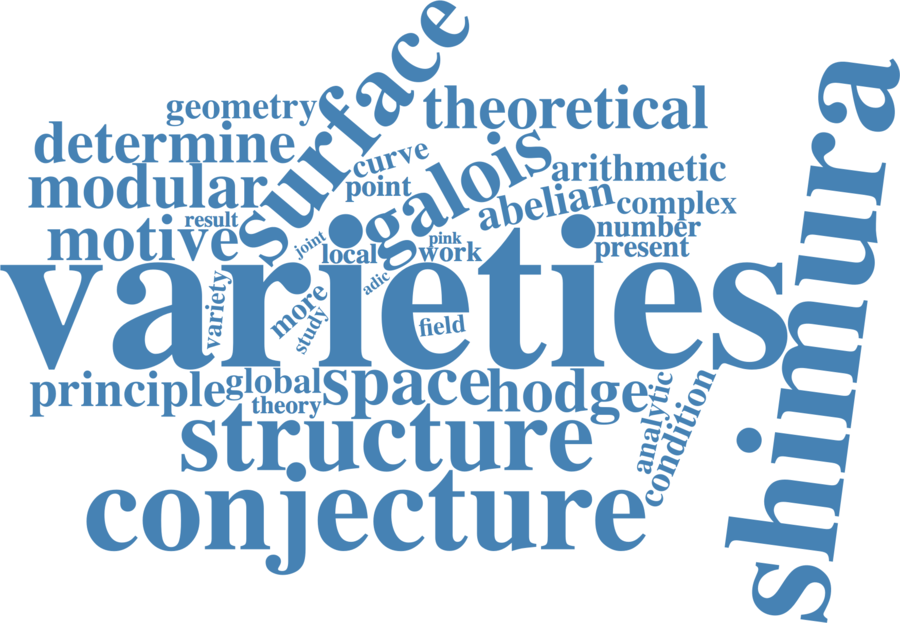 surface
geometry
theoretical
determine
curve
galois
arithmetic
modular
point
abelian
complex
result
motive
joint
local
pink
work
number
present
adic
varieties
shimura
variety
more
study
field
principle
global
theory
space
hodge
analytic
condition
structure
conjecture